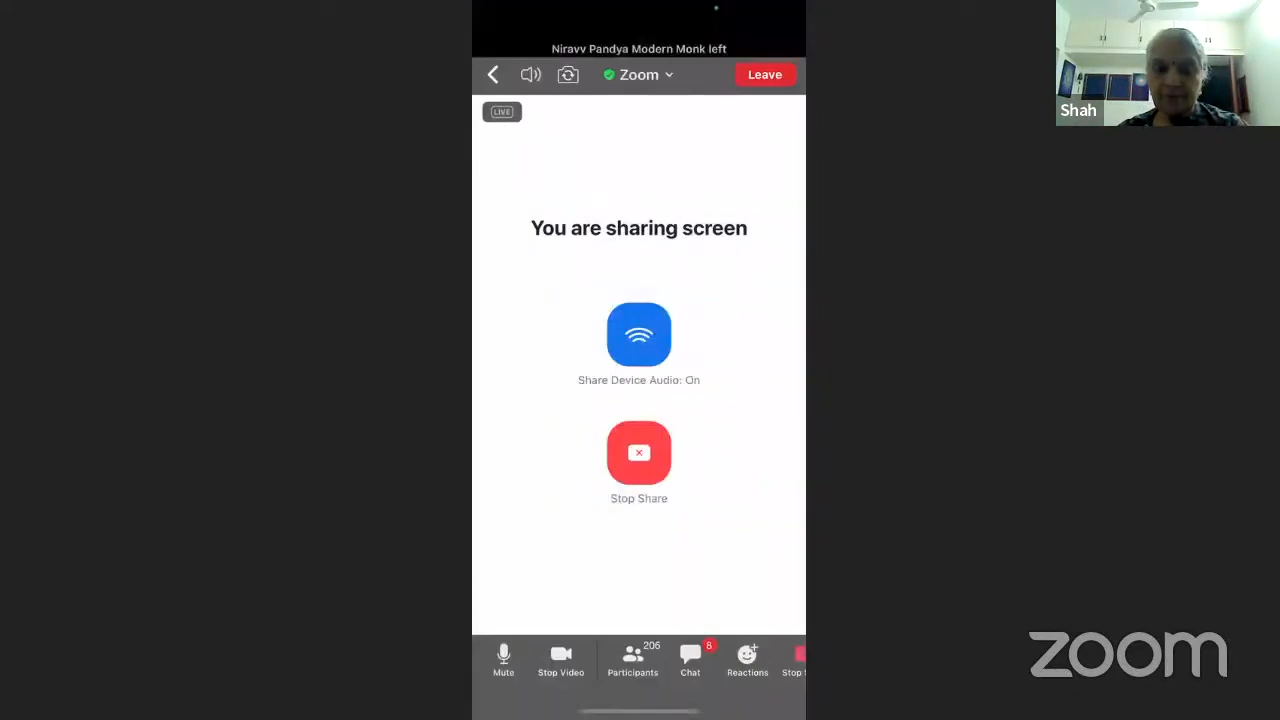 Niravv Pandya Modern Monk left
Zoom
Leave
Shah
LIVE
You are sharing screen
Share Device Audio: On
Stop Share
206
8
Mute
Stop Video
Participants
Chat
Reactions
Stop
zoom